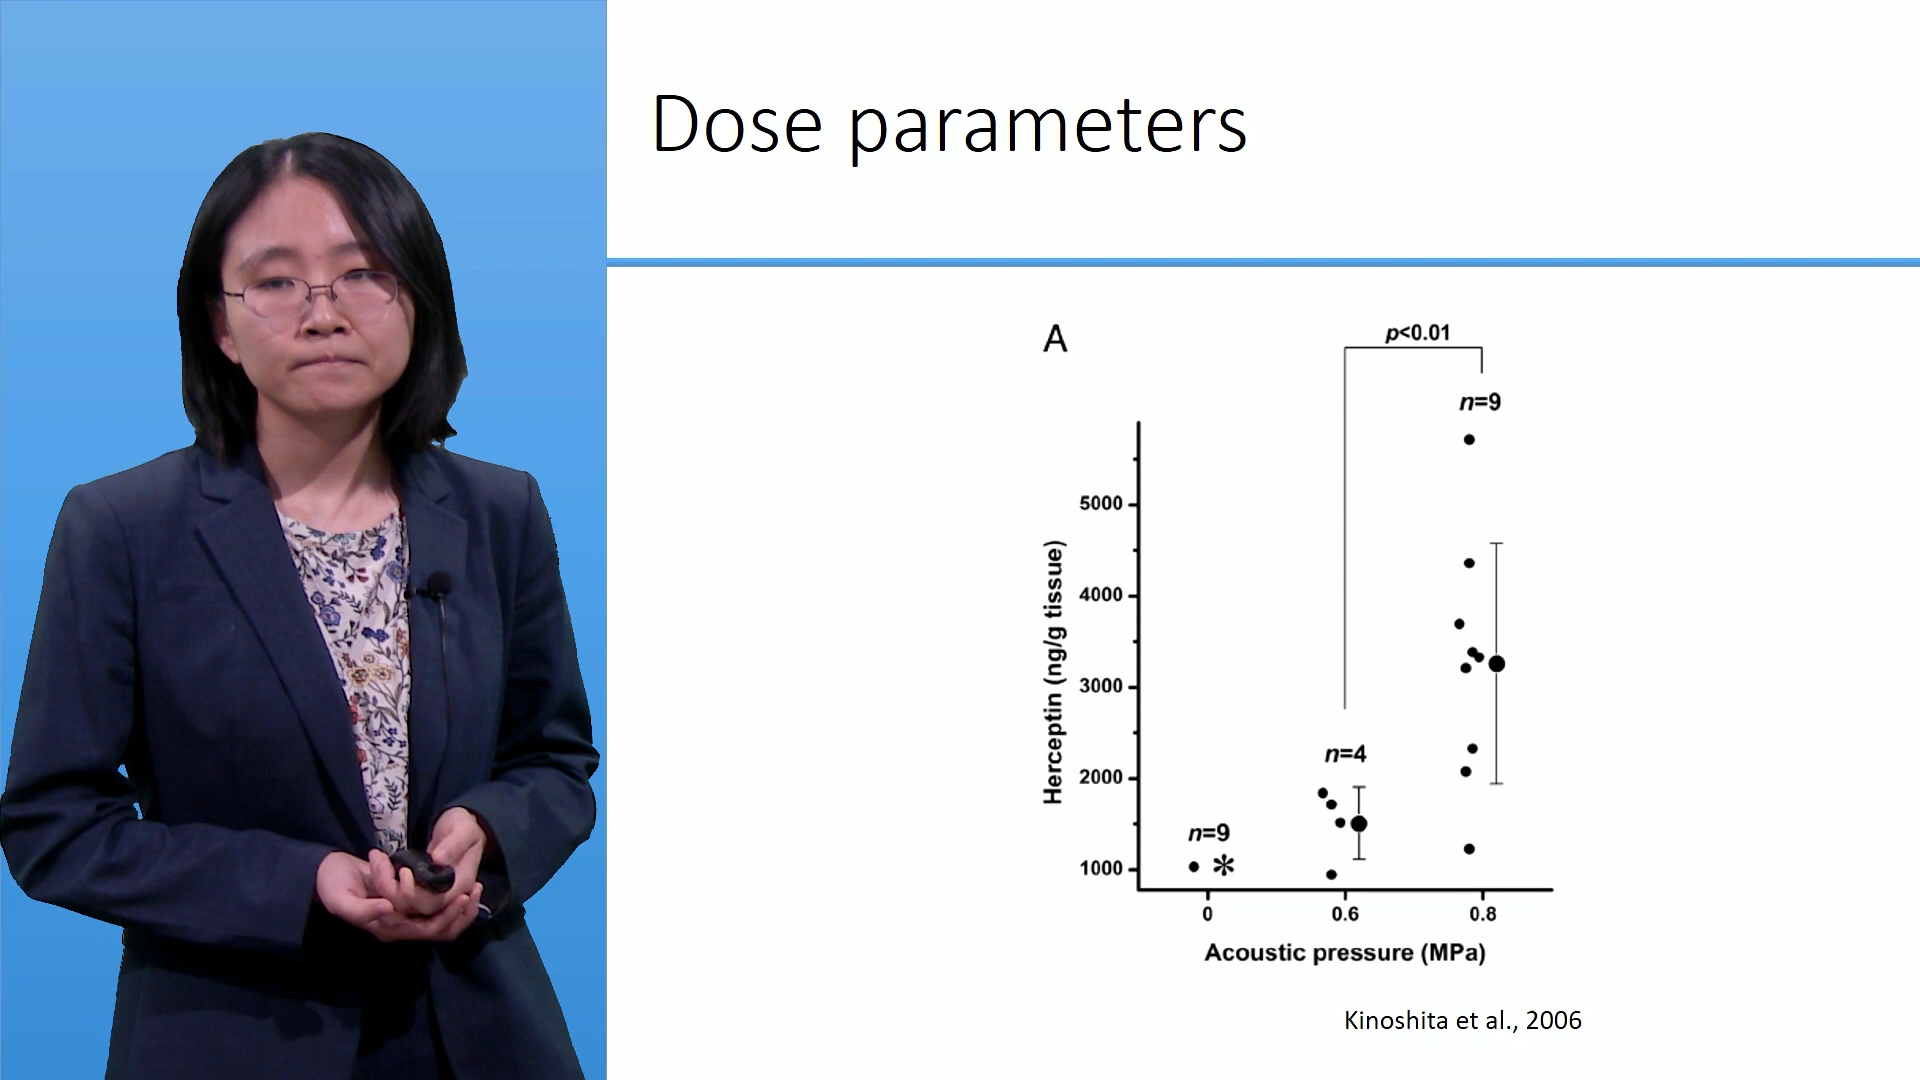 Dose parameters
A
p<0.01
n=9
5000
4000
3000
2000
1000
Herceptin (ng/g tissue)
n=4
n=9
*
0
0.6
0.8
Acoustic pressure (MPa)
Kinoshita et al., 2006